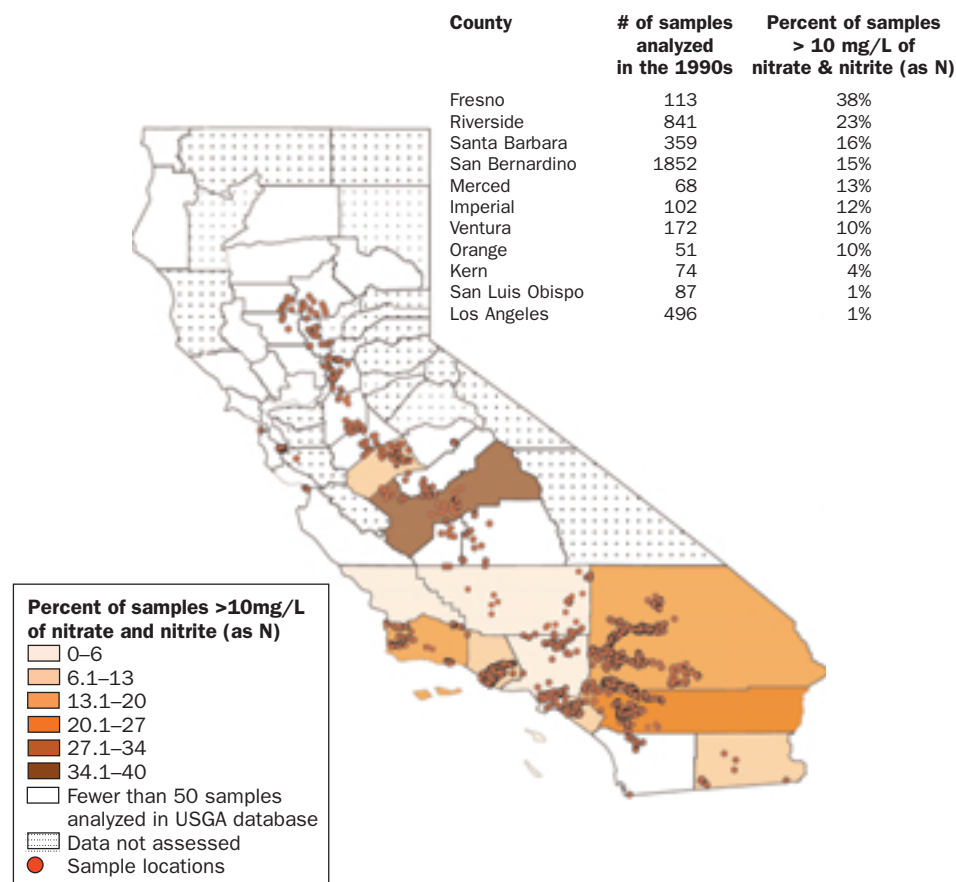 County # of samples analyzed in the 1990s Percent of samples > 10 mg/L of nitrate & nitrite (as N)
Fresno 113 38%
Riverside 841 23%
Santa Barbara 359 16%
San Bernardino 1852 15%
Merced 68 13%
Imperial 102 12%
Ventura 172 10%
Orange 51 10%
Kern 74 4%
San Luis Obispo 87 1%
Los Angeles 496 1%
Percent of samples >10mg/L
of nitrate and nitrite (as N)
0–6
6.1–13
13.1–20
20.1–27
27.1–34
34.1–40
Fewer than 50 samples
analyzed in USGA database
Data not assessed
Sample locations